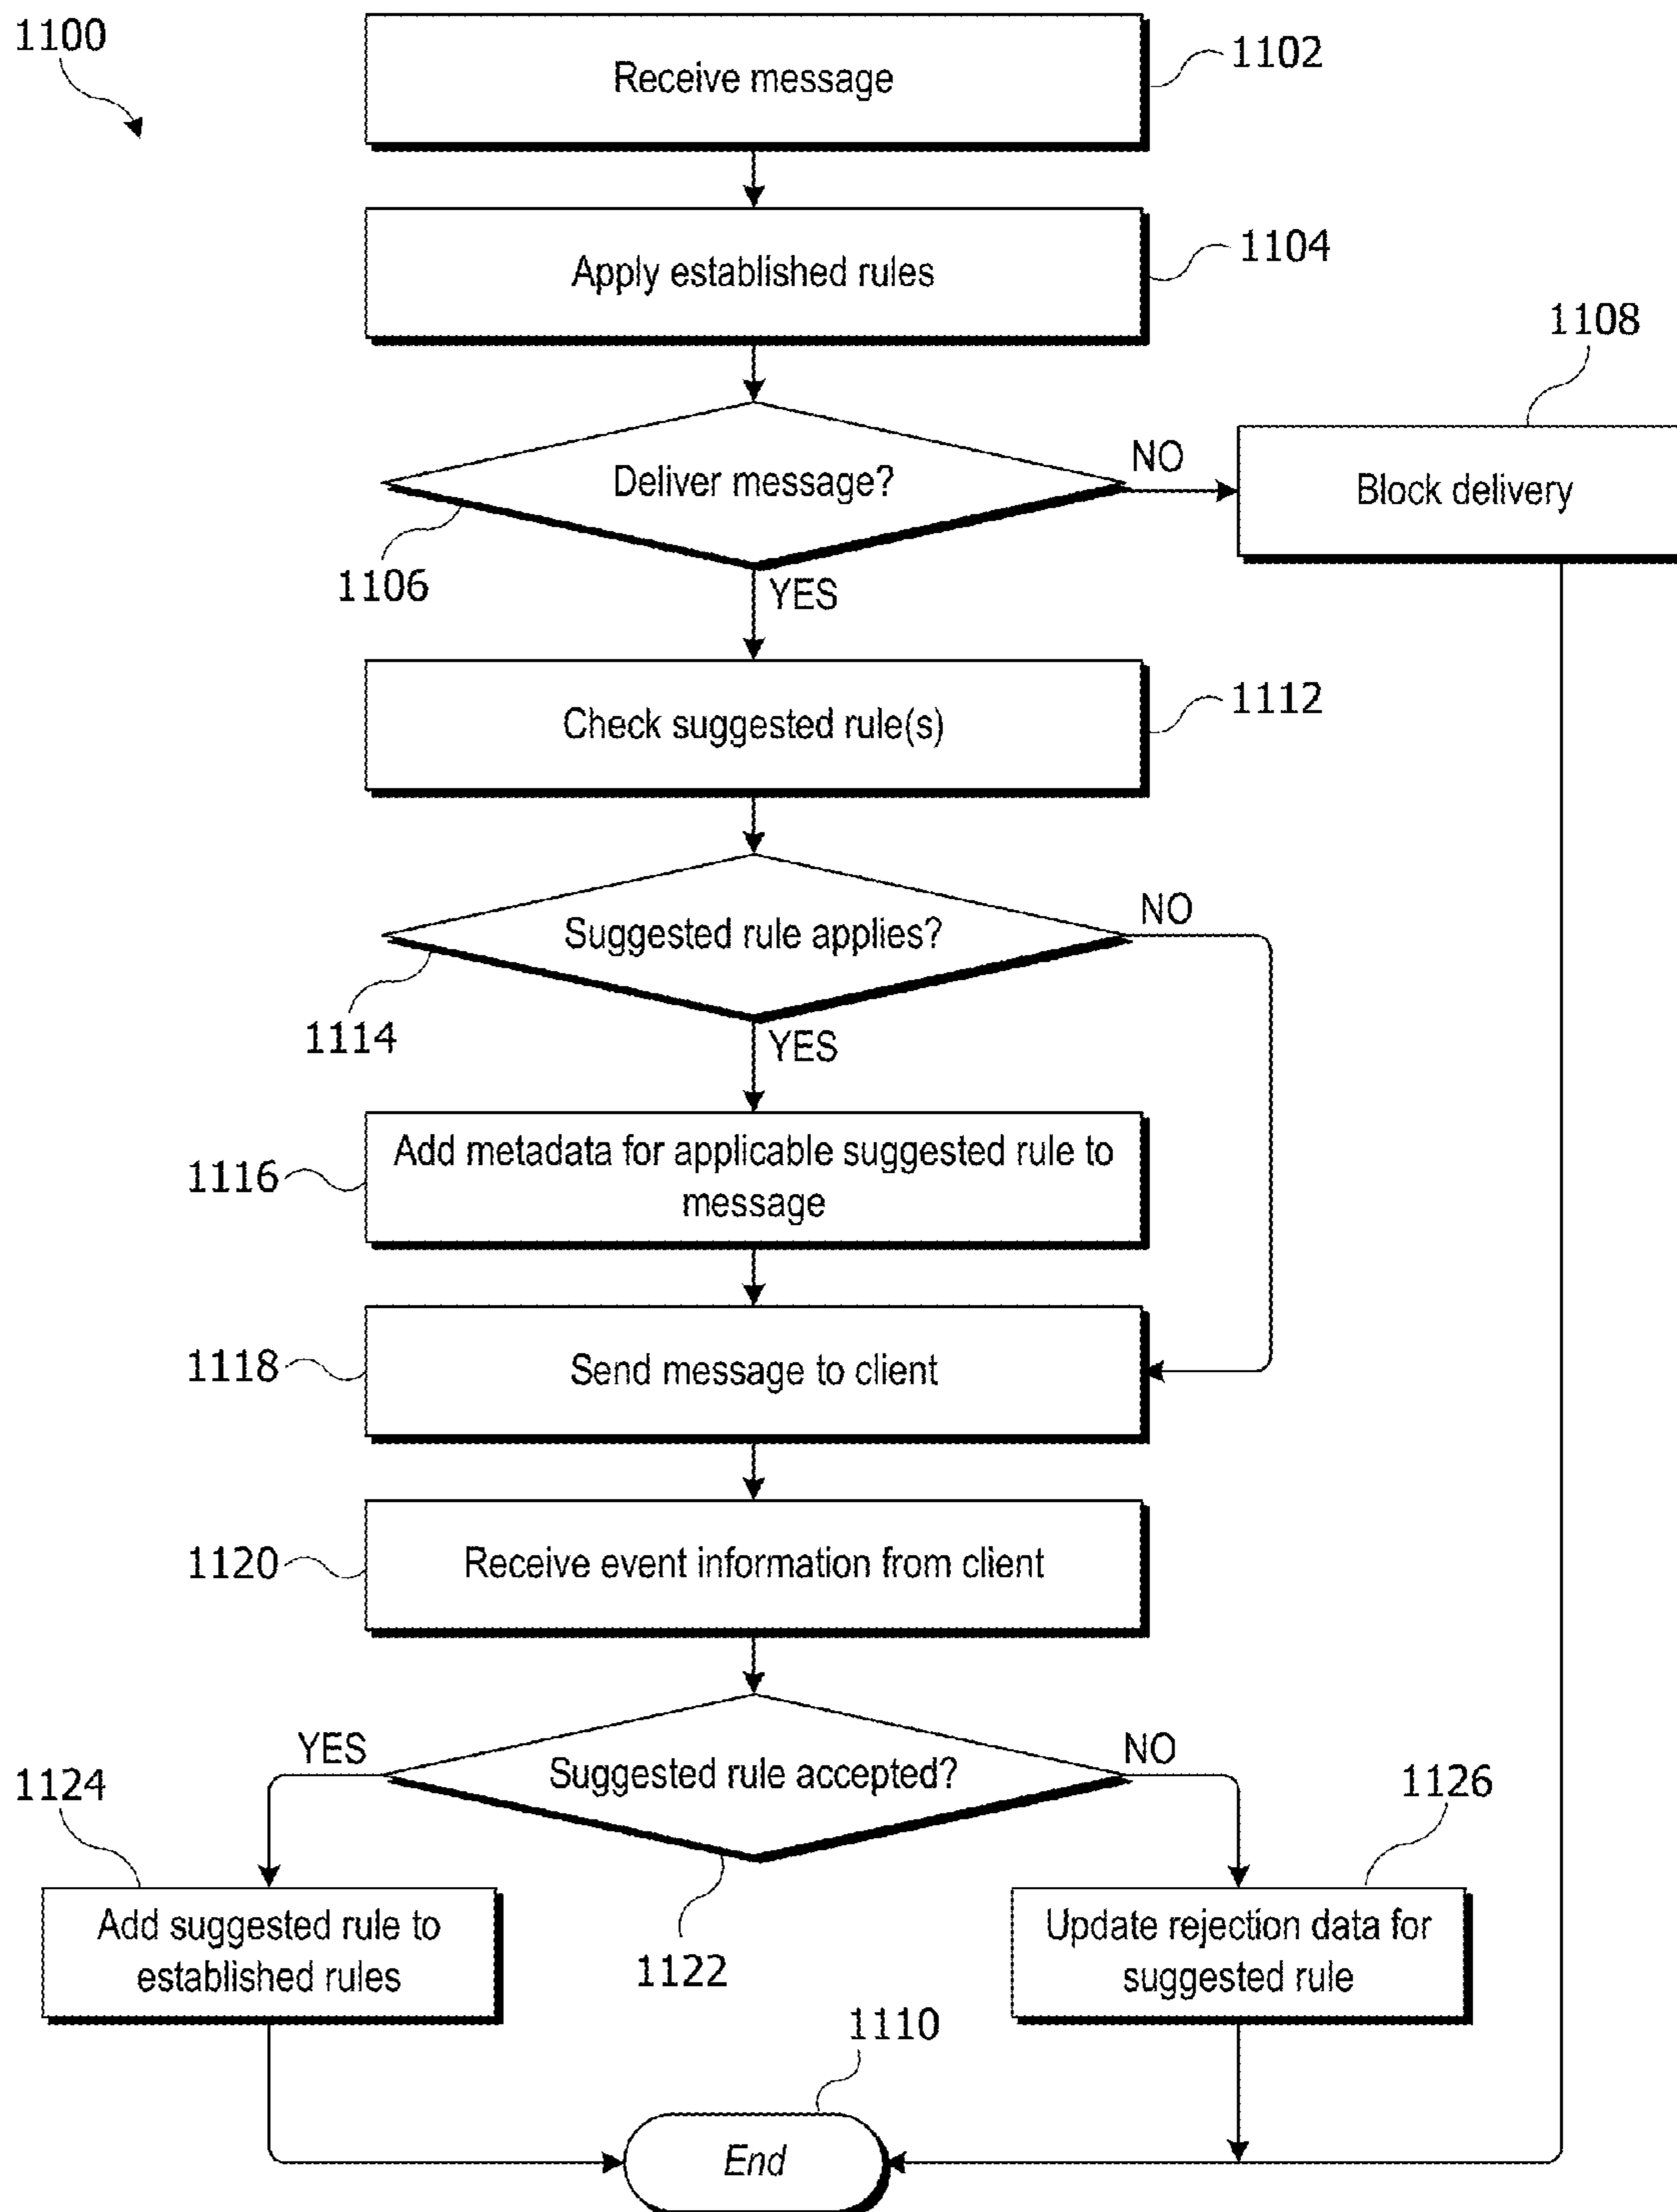 1100
Receive message
1102
Apply established rules
1104
1108
Deliver message?
NO
Block delivery
1106
YES
Check suggested rule(s)
1112
Suggested rule applies?
NO
1114
YES
1116
Add metadata for applicable suggested rule to
message
1118
Send message to client
1120
Receive event information from client
YES
Suggested rule accepted?
NO
1124
1126
Add suggested rule to
established rules
1122
Update rejection data for
suggested rule
1110
End